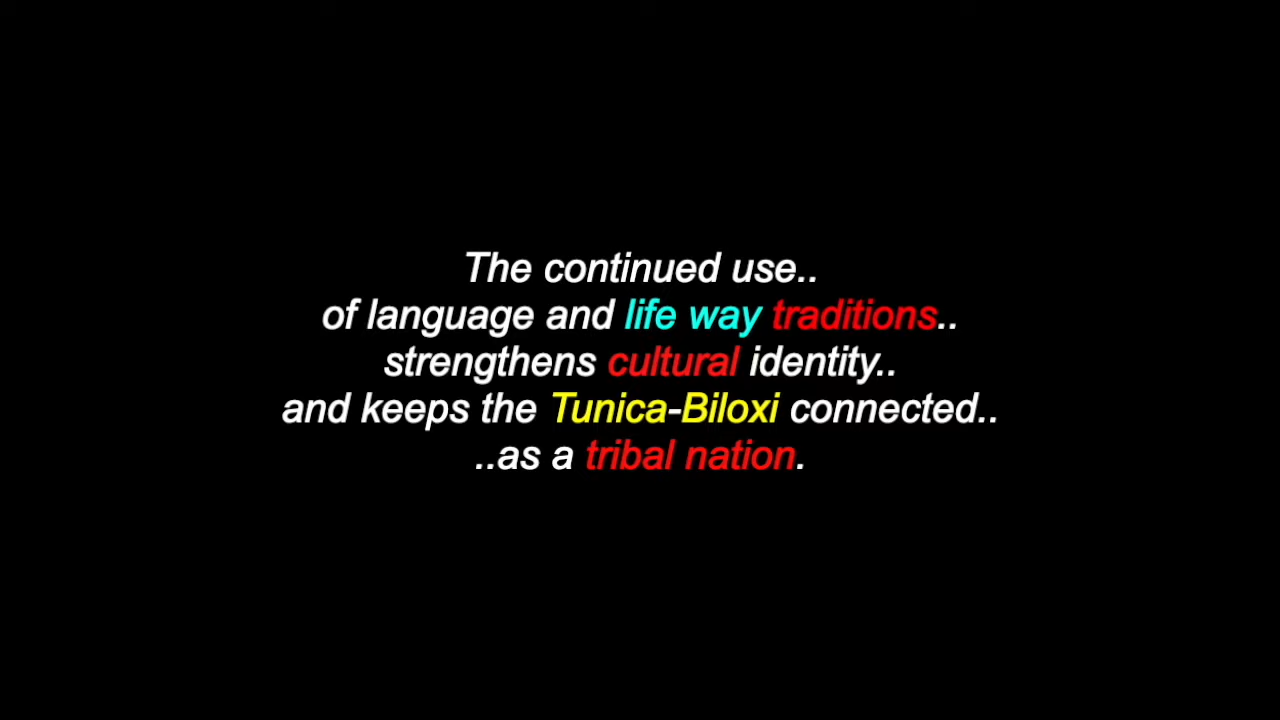 The continued use..
of language and life way traditions..
strengthens cultural identity..
and keeps the Tunica-Biloxi connected..
..as a tribal nation.